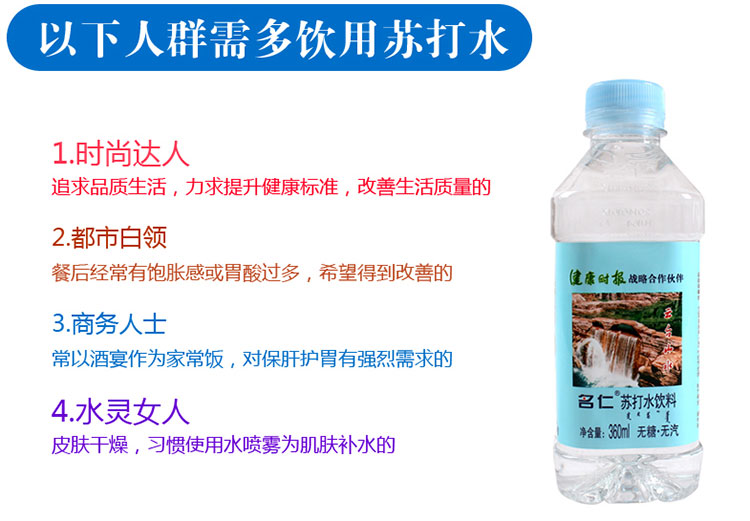 以下人群需多饮用苏打水
1.时尚达人
追求品质生活，力求提升健康标准，改善生活质量的
2.都市白领
餐后经常有饱胀感或胃酸过多，希望得到改善的
3.商务人士
常以酒宴作为家常饭，对保肝护胃有强烈需求的
4.水灵女人
皮肤干燥，习惯使用水喷雾为肌肤补水的
健康时报 战略合作伙伴
名仁® 苏打水饮料
净含量: 360ml 无糖·无汽